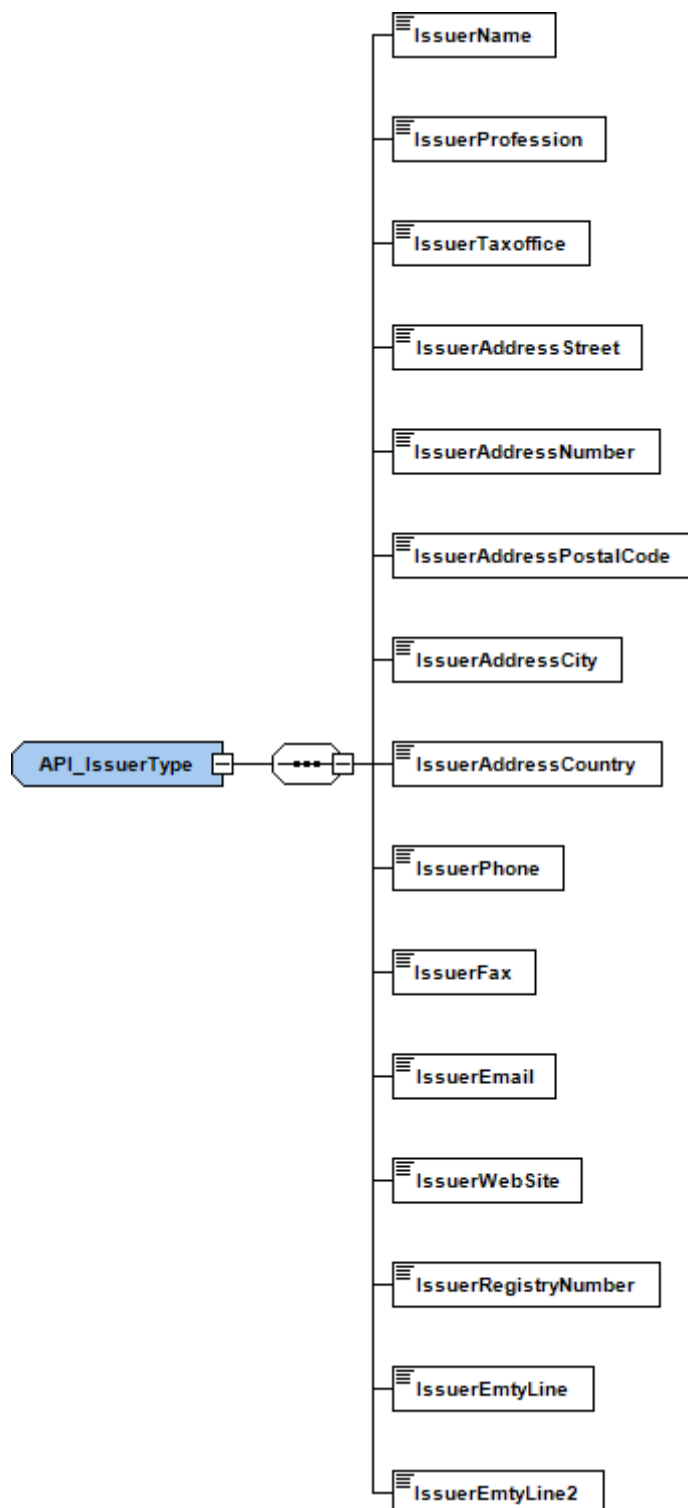 IssuerName
IssuerProfession
IssuerTaxoffice
IssuerAddressStreet
IssuerAddressNumber
IssuerAddressPostalCode
IssuerAddressCity
API_IssuerType
IssuerAddressCountry
IssuerPhone
IssuerFax
IssuerEmail
IssuerWebSite
IssuerRegistryNumber
IssuerEmtyLine
IssuerEmtyLine2